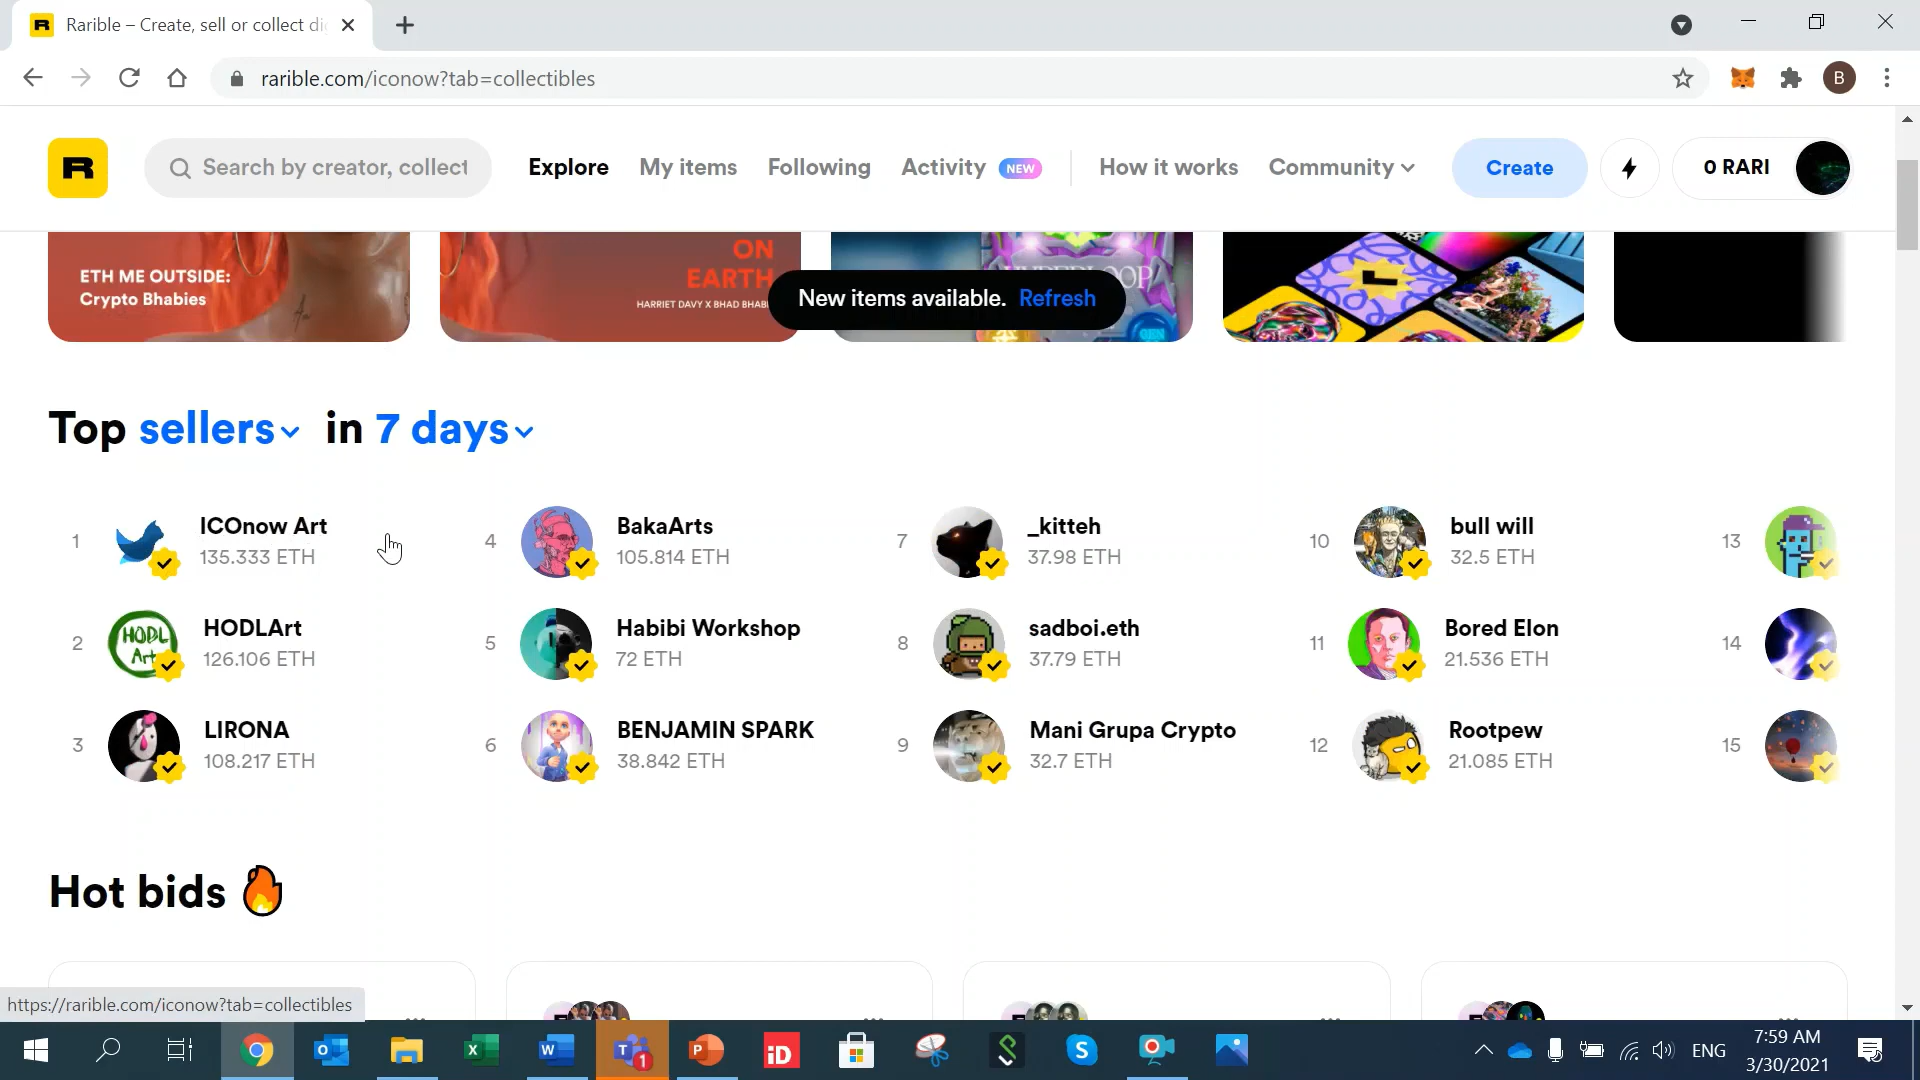 Rarible – Create, sell or collect di
rarible.com/iconow?tab=collectibles
B
R
Search by creator, collect
Explore
My items
Following
Activity
NEW
How it works
Community
Create
0 RARI
ETH ME OUTSIDE:
Crypto Bhabies
ON
EARTH
HARRIET DAVY X BHAD BHAB
New items available. Refresh
Top sellers in 7 days
1
ICOnow Art
135.333 ETH
4
BakaArts
105.814 ETH
7
_kitteh
37.98 ETH
10
bull will
32.5 ETH
13
2
HODL
Art
HODLArt
126.106 ETH
5
Habibi Workshop
72 ETH
8
sadboi.eth
37.79 ETH
11
Bored Elon
21.536 ETH
14
3
LIRONA
108.217 ETH
6
BENJAMIN SPARK
38.842 ETH
9
Mani Grupa Crypto
32.7 ETH
12
Rootpew
21.085 ETH
15
Hot bids
https://rarible.com/iconow?tab=collectibles
1
iD
ENG
7:59 AM
3/30/2021